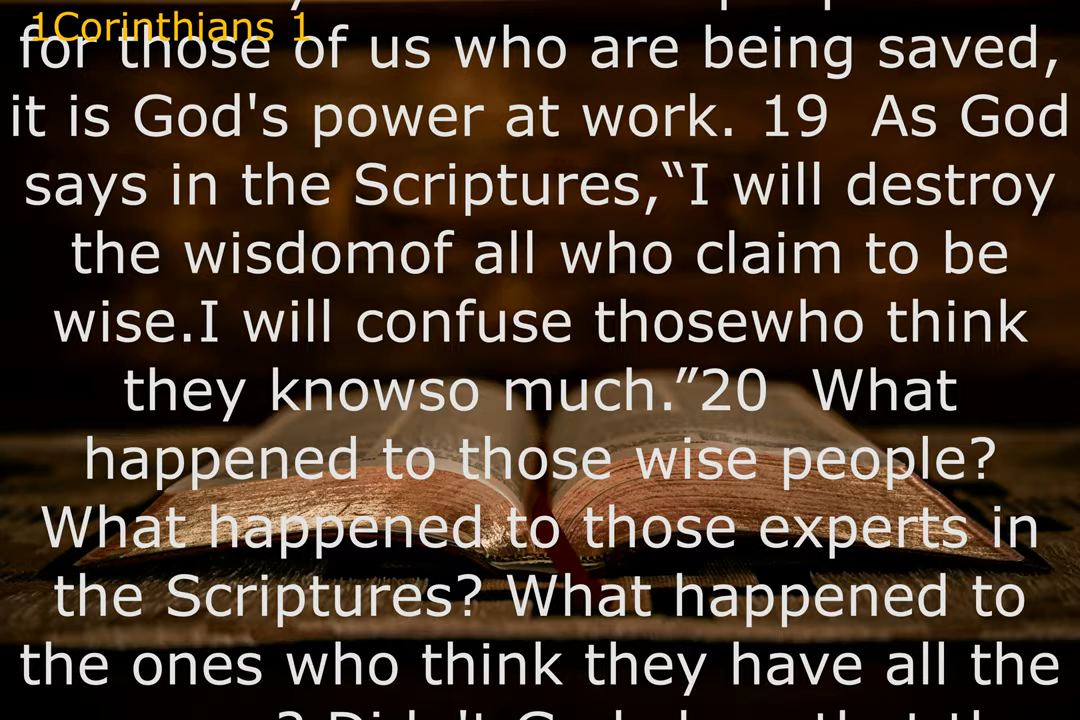 1Corinthians 1
for those of us who are being saved,
it is God's power at work. 19  As God
says in the Scriptures,“I will destroy
the wisdomof all who claim to be
wise.I will confuse thosewho think
they knowso much.”20  What
happened to those wise people?
What happened to those experts in
the Scriptures? What happened to
the ones who think they have all the